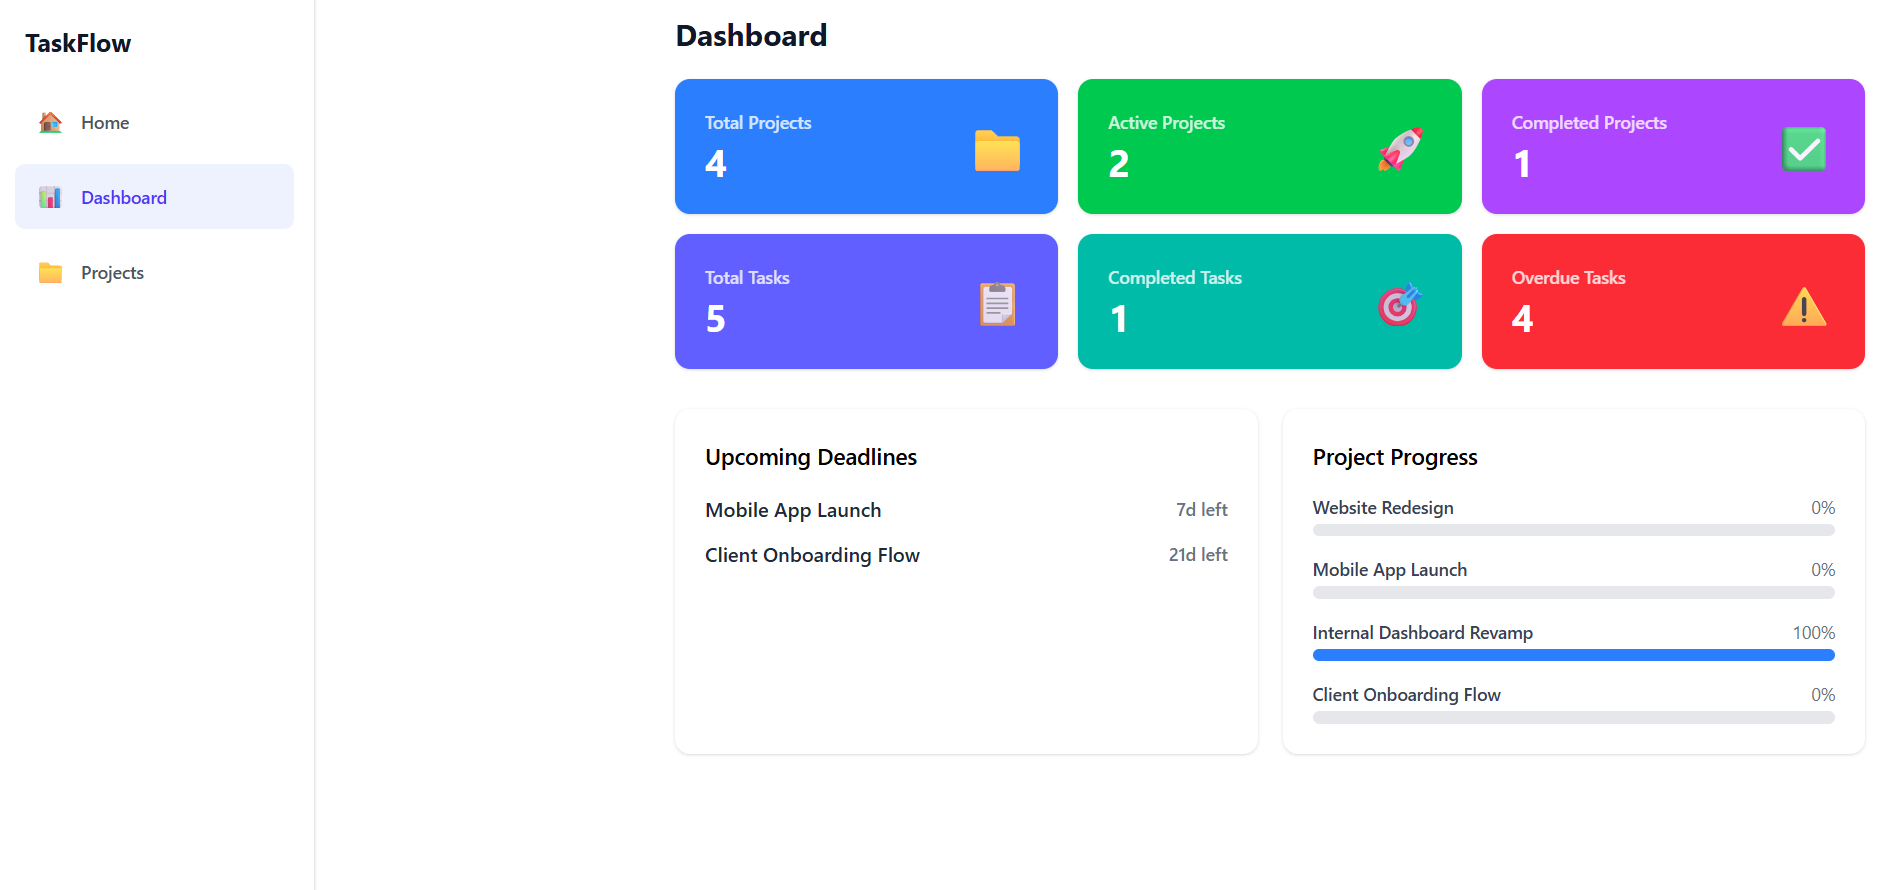 TaskFlow
Home
Dashboard
Projects
Dashboard
Total Projects
4
Active Projects
2
Completed Projects
1
Total Tasks
5
Completed Tasks
1
Overdue Tasks
4
Upcoming Deadlines
Mobile App Launch 7d left
Client Onboarding Flow 21d left
Project Progress
Website Redesign 0%
Mobile App Launch 0%
Internal Dashboard Revamp 100%
Client Onboarding Flow 0%